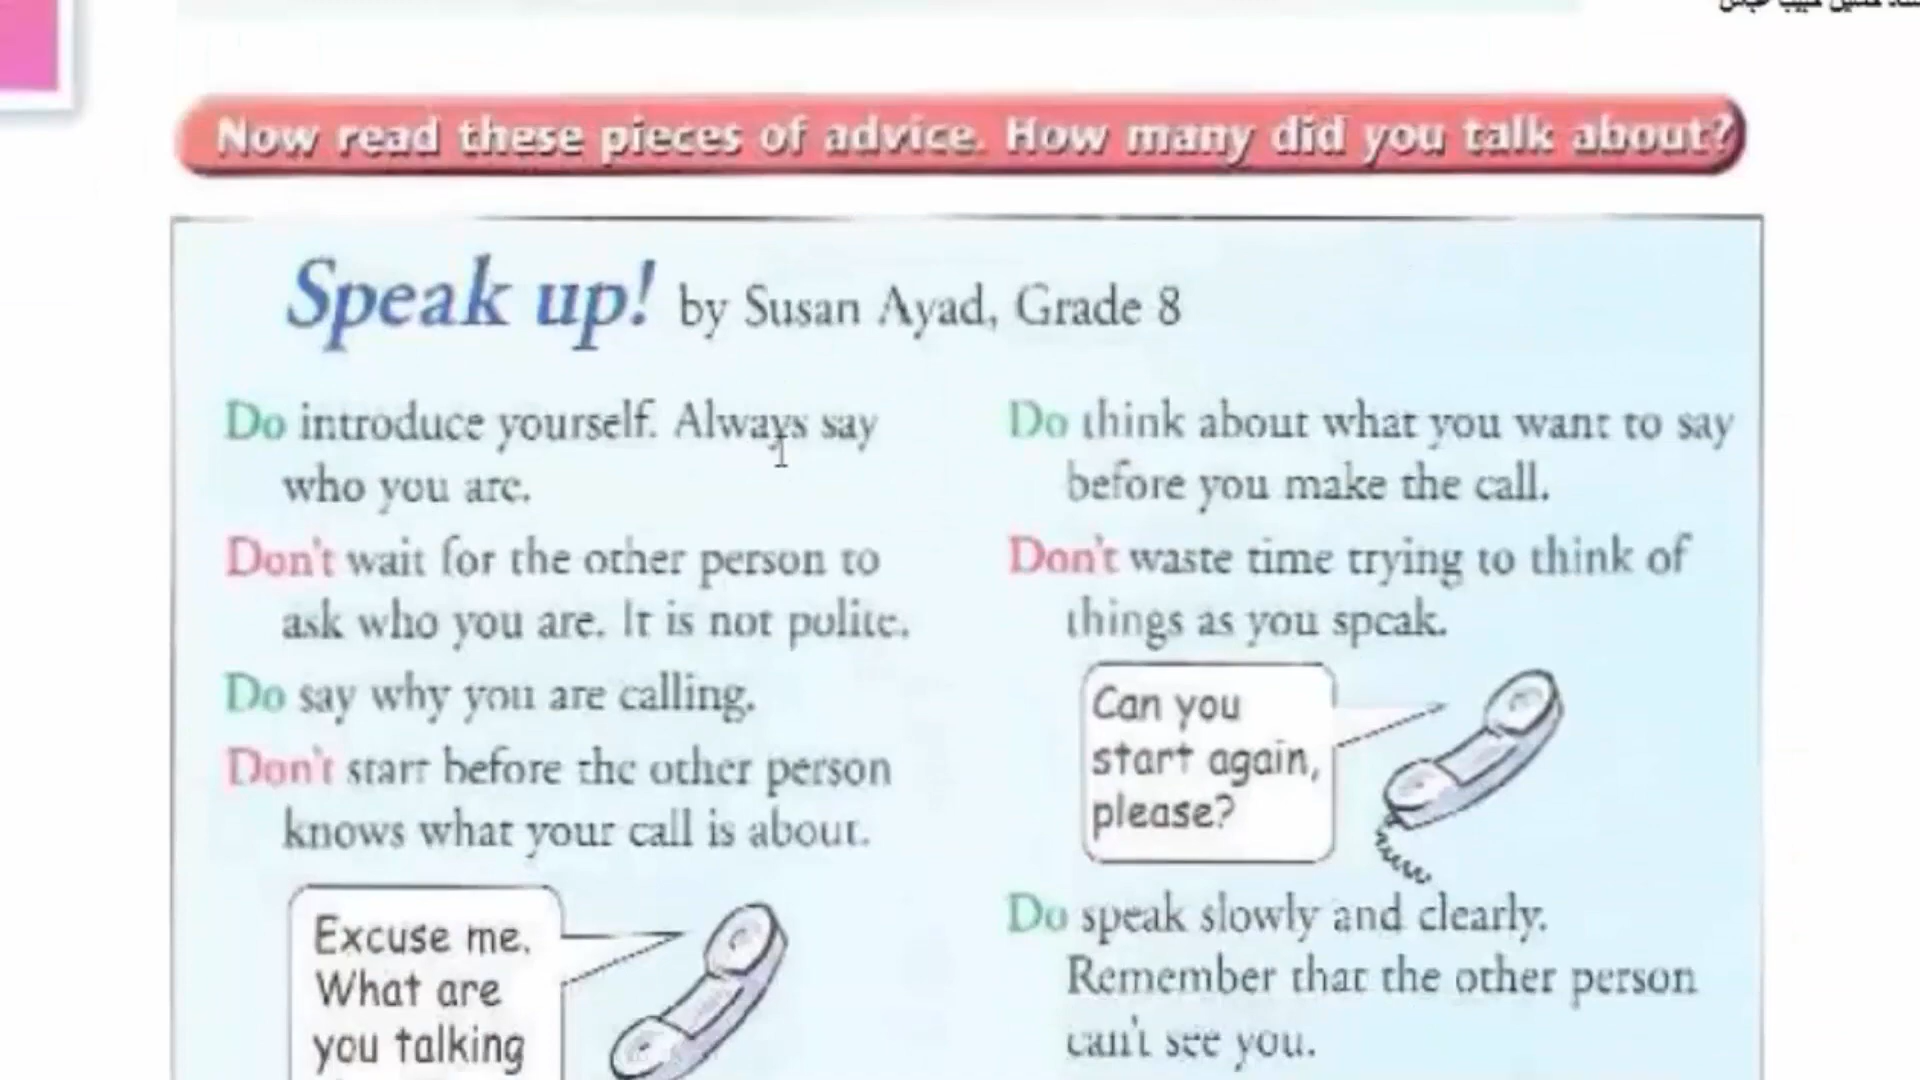 Now read these pieces of advice. How many did you talk about?
Speak up! by Susan Ayad, Grade 8
Do introduce yourself. Always say
who you are.
Don't wait for the other person to
ask who you are. It is not polite.
Do say why you are calling.
Don't start before the other person
knows what your call is about.
Excuse me.
What are
you talking
Do think about what you want to say
before you make the call.
Don't waste time trying to think of
things as you speak.
Can you
start again,
please?
Do speak slowly and clearly.
Remember that the other person
can't see you.